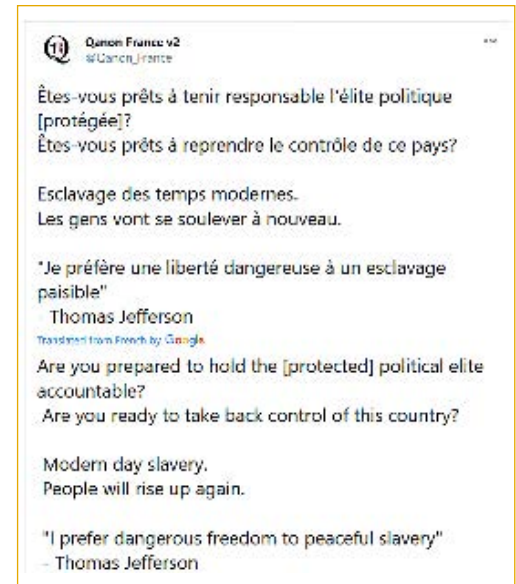 Qanon France v2
@Qanon_France
Êtes-vous prêts à tenir responsable l'élite politique
[protégée]?
Êtes-vous prêts à reprendre le contrôle de ce pays?
Esclavage des temps modernes.
Les gens vont se soulever à nouveau.
"Je préfère une liberté dangereuse à un esclavage
paisible"
- Thomas Jefferson
Translated from French by Google
Are you prepared to hold the [protected] political elite
accountable?
Are you ready to take back control of this country?
Modern day slavery.
People will rise up again.
"I prefer dangerous freedom to peaceful slavery"
- Thomas Jefferson